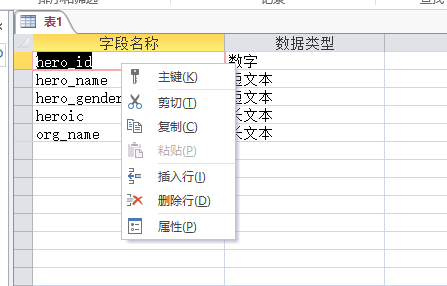 表1
字段名称 数据类型
hero_id 数字
hero_name 短文本
hero_gender 短文本
heroic 长文本
org_name 长文本
主键(K)
剪切(T)
复制(C)
粘贴(P)
插入行(I)
删除行(D)
属性(P)